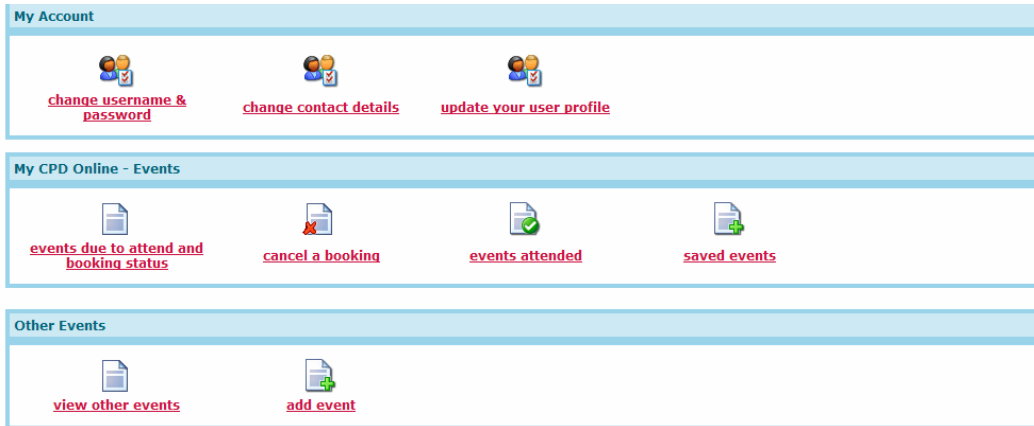 My Account
change username &
password
change contact details
update your user profile
My CPD Online - Events
events due to attend and
booking status
cancel a booking
events attended
saved events
Other Events
view other events
add event